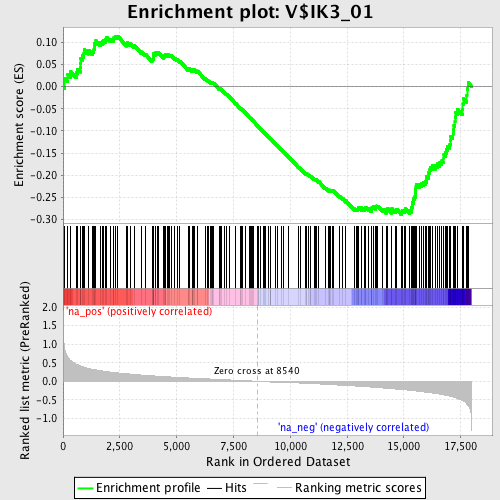 Enrichment plot: V$IK3_01
Enrichment score (ES)
0.10
0.05
0.00
-0.05
-0.10
-0.15
-0.20
-0.25
-0.30
Ranked list metric (PreRanked)
'na_pos' (positively correlated)
2.0
1.5
1.0
0.5
0.0
-0.5
-1.0
Zero cross at 8540
'na_neg' (negatively correlated)
0
2,500
5,000
7,500
10,000
12,500
15,000
17,500
Rank in Ordered Dataset
Enrichment profile
Hits
Ranking metric scores